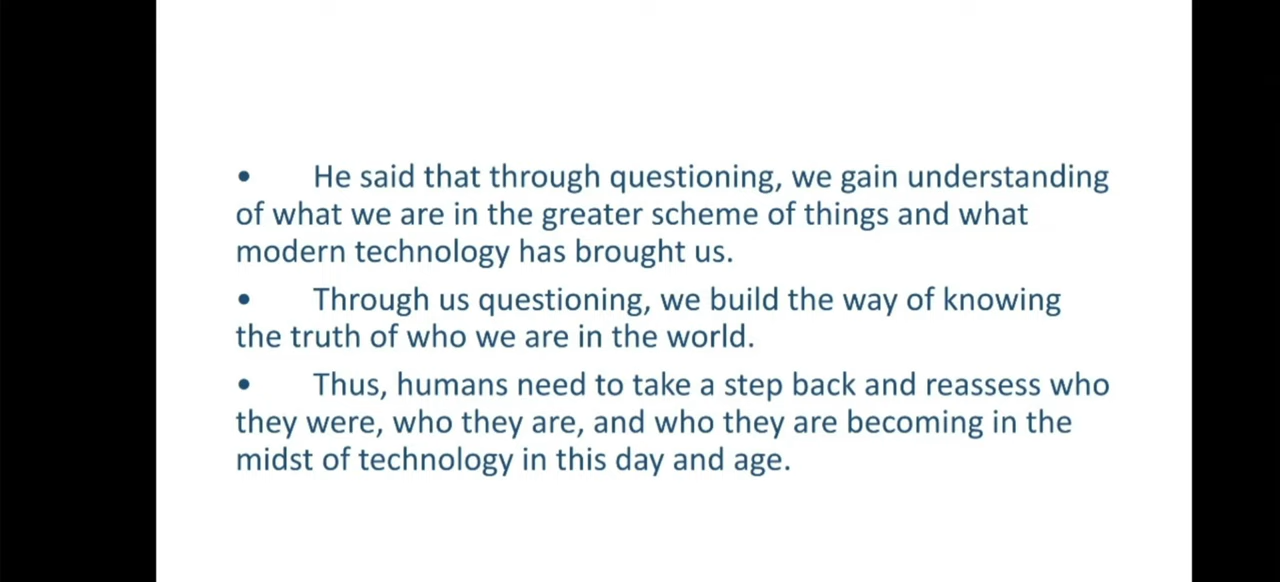 • He said that through questioning, we gain understanding
of what we are in the greater scheme of things and what
modern technology has brought us.
• Through us questioning, we build the way of knowing
the truth of who we are in the world.
• Thus, humans need to take a step back and reassess who
they were, who they are, and who they are becoming in the
midst of technology in this day and age.